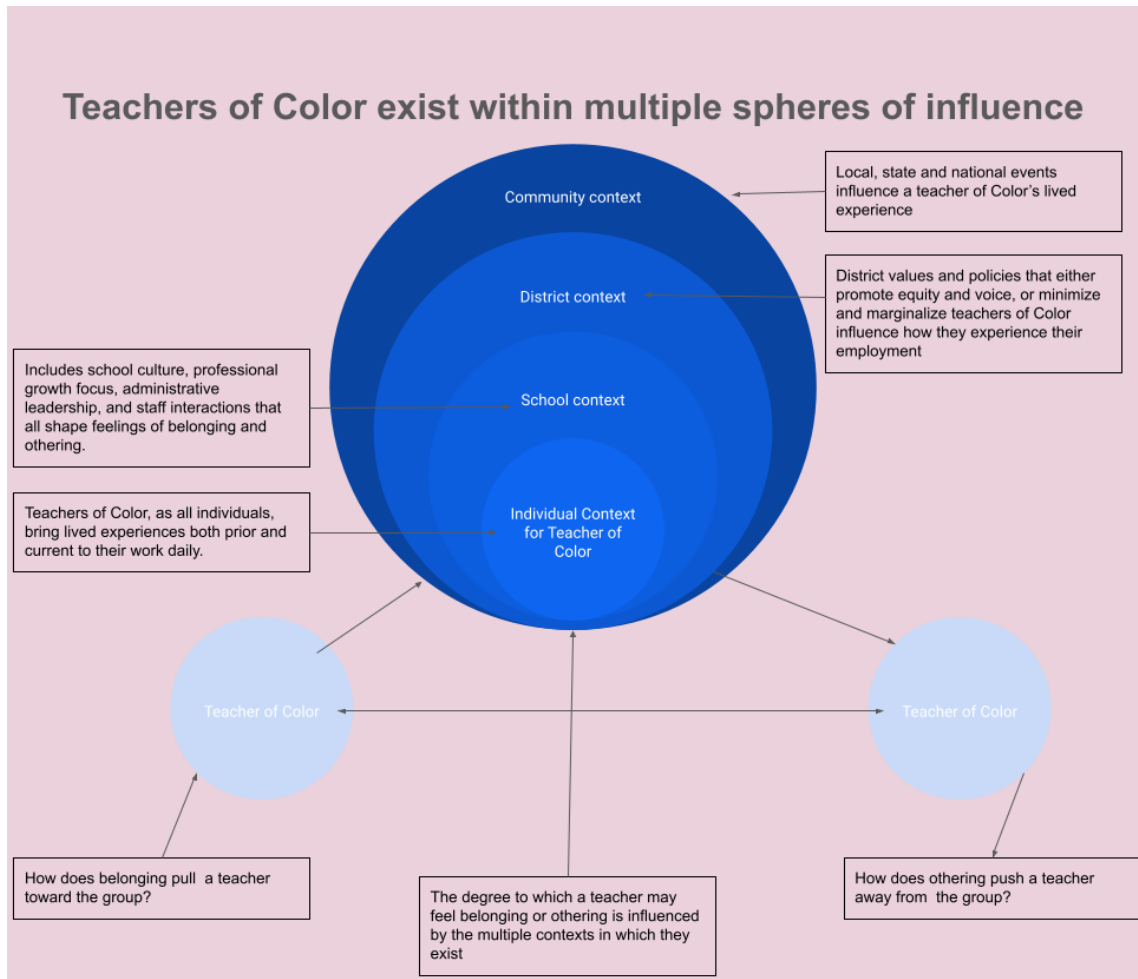 Teachers of Color exist within multiple spheres of influence
Community context
Local, state and national events
influence a teacher of Color’s lived
experience
District context
District values and policies that either
promote equity and voice, or minimize
and marginalize teachers of Color
influence how they experience their
employment
Includes school culture, professional
growth focus, administrative
leadership, and staff interactions that
all shape feelings of belonging and
othering.
School context
Teachers of Color, as all individuals,
bring lived experiences both prior and
current to their work daily.
Individual Context
for Teacher of
Color
Teacher of Color
Teacher of Color
How does belonging pull a teacher
toward the group?
The degree to which a teacher may
feel belonging or othering is influenced
by the multiple contexts in which they
exist
How does othering push a teacher
away from the group?